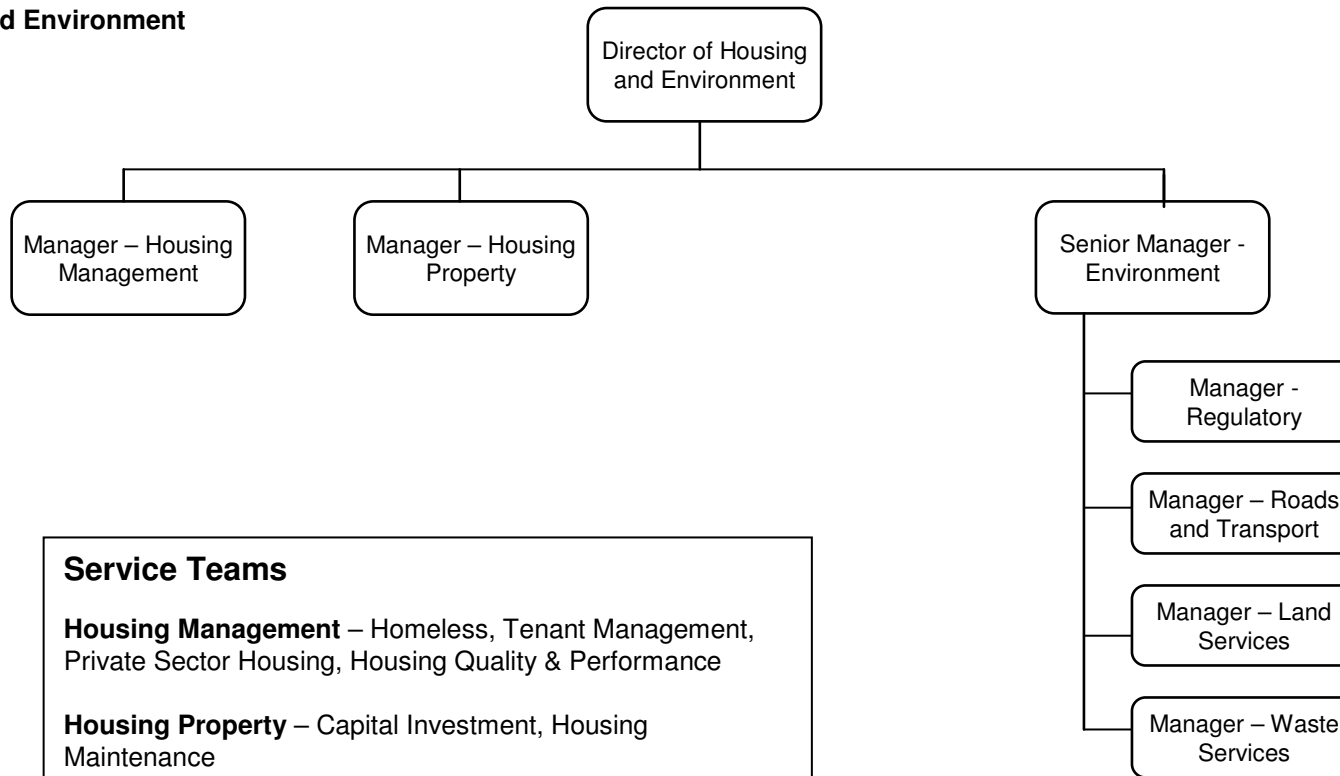 d Environment
Director of Housing
and Environment
Manager – Housing
Management
Manager – Housing
Property
Senior Manager -
Environment
Manager -
Regulatory
Manager – Roads
and Transport
Manager – Land
Services
Manager – Waste
Services
Service Teams
Housing Management – Homeless, Tenant Management,
Private Sector Housing, Housing Quality & Performance
Housing Property – Capital Investment, Housing
Maintenance